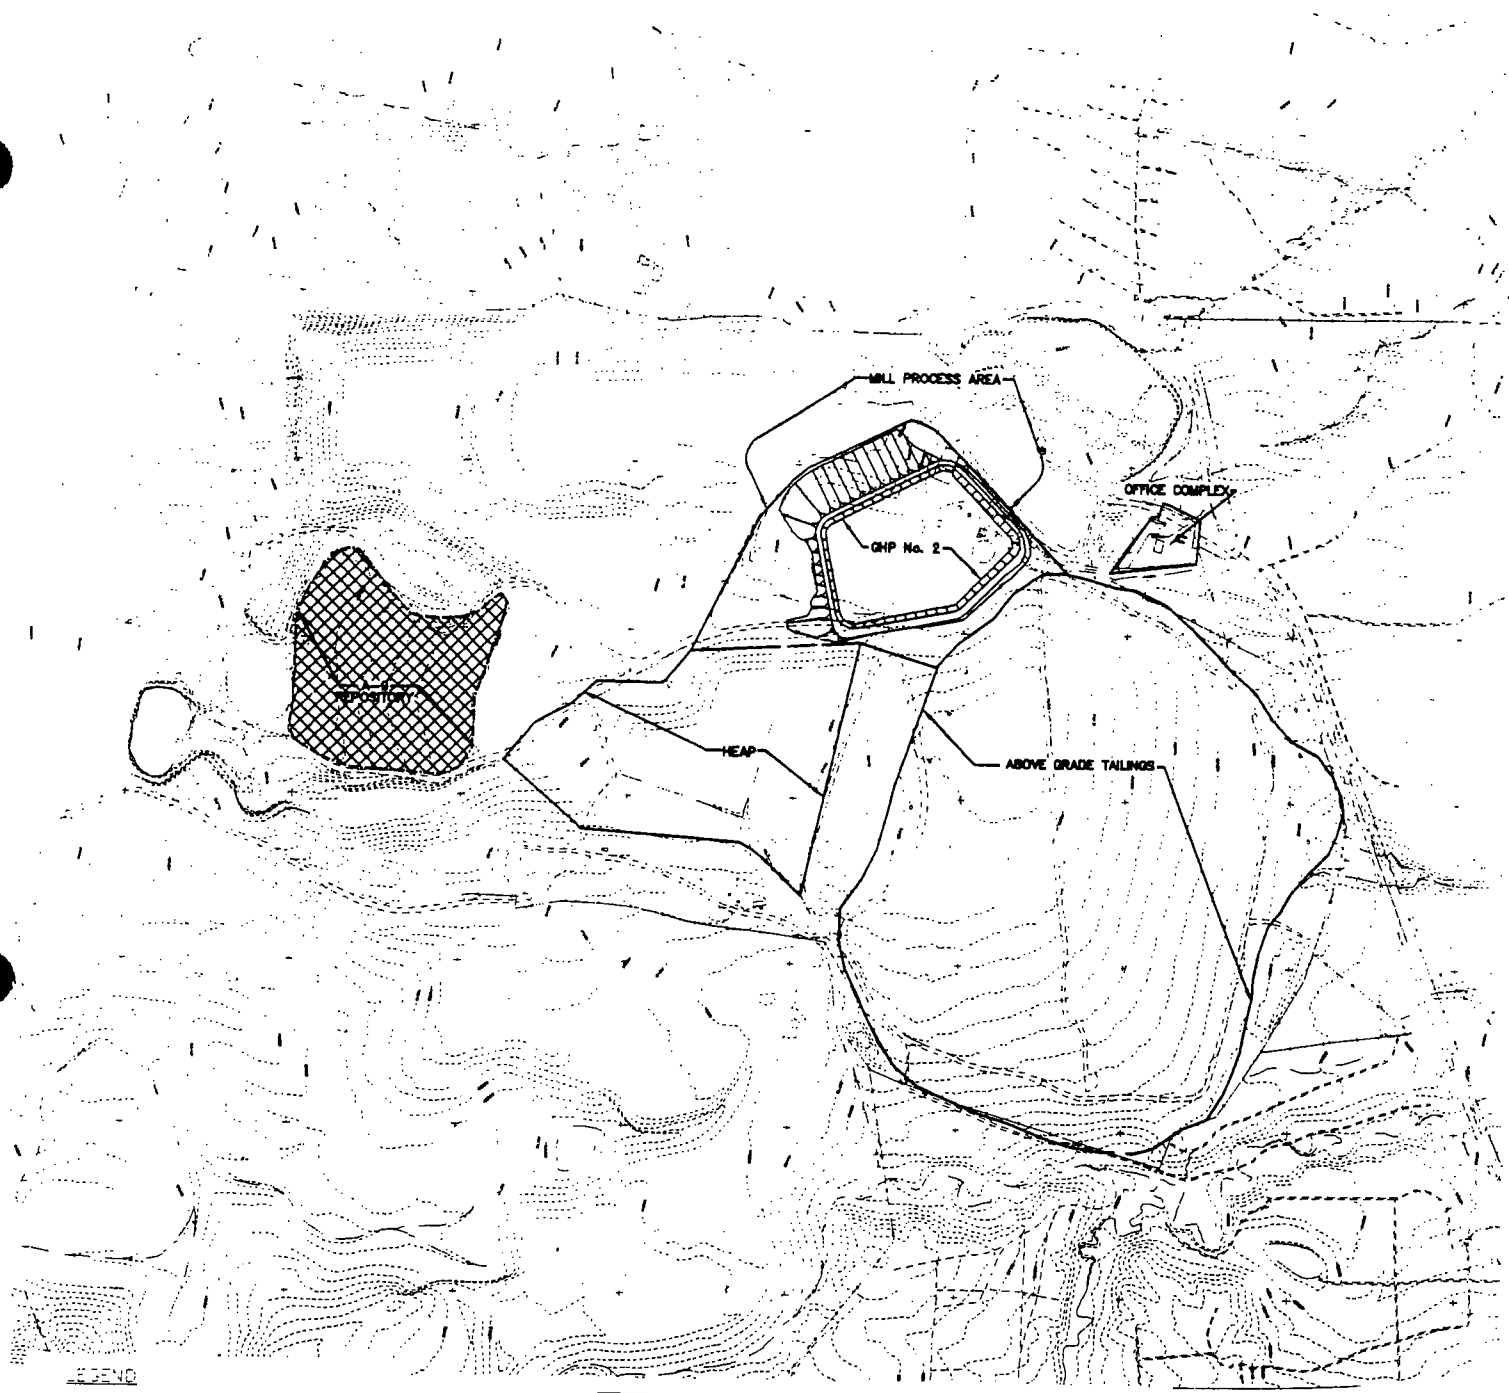 MILL PROCESS AREA
OFFICE COMPLEX
GHP No. 2
REPOSITORY
HEAP
ABOVE GRADE TAILINGS
LEGEND